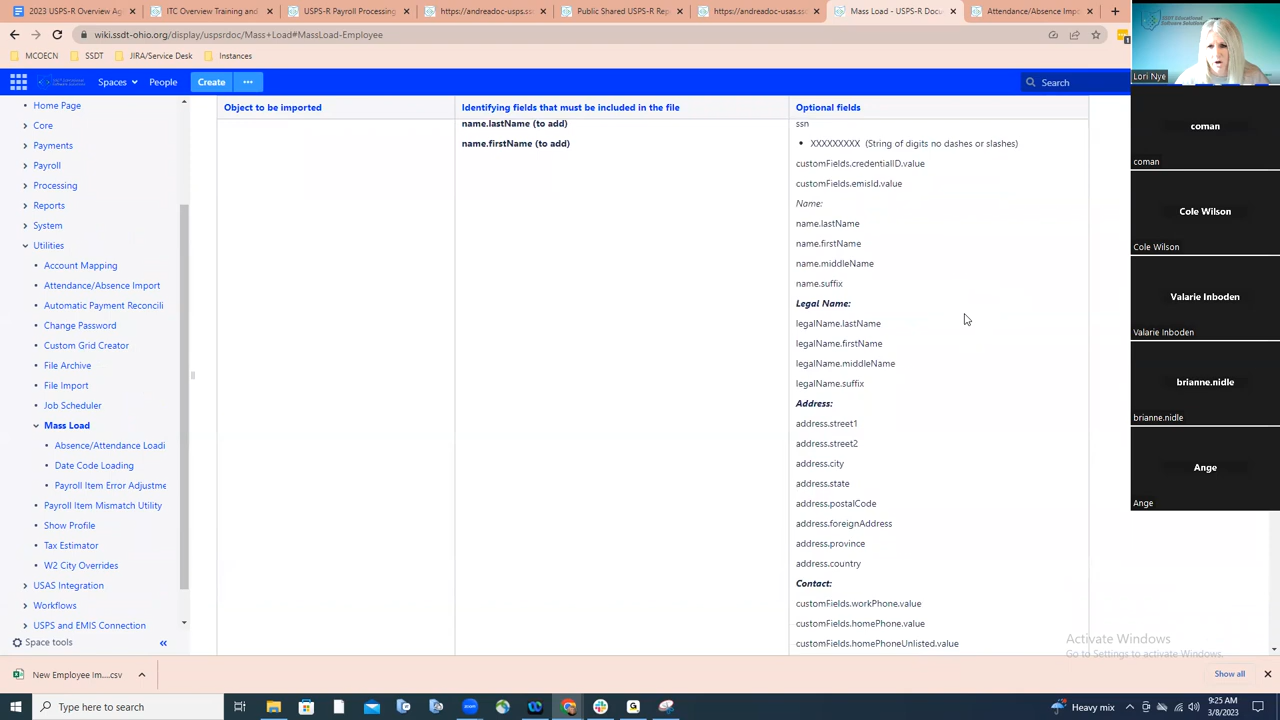 2023 USPS-R Overview Ag
ITC Overview Training and
USPS-R Payroll Processing
https://andreadoc-usps.ss
Public Shared USPS-R Rep
https://andreadoc-usas.ss
Mass Load - USPS-R Docu
Attendance/Absence Imp
wiki.ssdt-ohio.org/display/uspsrdoc/Mass+Load#MassLoad-Employee
MCOECN
SSDT
JIRA/Service Desk
Instances
Spaces
People
Create
Search
Home Page
Core
Payments
Payroll
Processing
Reports
System
Utilities
Account Mapping
Attendance/Absence Import
Automatic Payment Reconcili
Change Password
Custom Grid Creator
File Archive
File Import
Job Scheduler
Mass Load
Absence/Attendance Loadi
Date Code Loading
Payroll Item Error Adjustme
Payroll Item Mismatch Utility
Show Profile
Tax Estimator
W2 City Overrides
USAS Integration
Workflows
USPS and EMIS Connection
Space tools
Object to be imported
Identifying fields that must be included in the file
Optional fields
name.lastName (to add)
name.firstName (to add)
ssn
XXXXXXXXX (String of digits no dashes or slashes)
customFields.credentialID.value
customFields.emisId.value
Name:
name.lastName
name.firstName
name.middleName
name.suffix
Legal Name:
legalName.lastName
legalName.firstName
legalName.middleName
legalName.suffix
Address:
address.street1
address.street2
address.city
address.state
address.postalCode
address.foreignAddress
address.province
address.country
Contact:
customFields.workPhone.value
customFields.homePhone.value
customFields.homePhoneUnlisted.value
Lori Nye
coman
coman
Cole Wilson
Cole Wilson
Valarie Inboden
Valarie Inboden
brianne.nidle
brianne.nidle
Ange
Ange
Activate Windows
Go to Settings to activate Windows.
New Employee Im....csv
Show all
Type here to search
Heavy mix
9:25 AM
3/8/2023